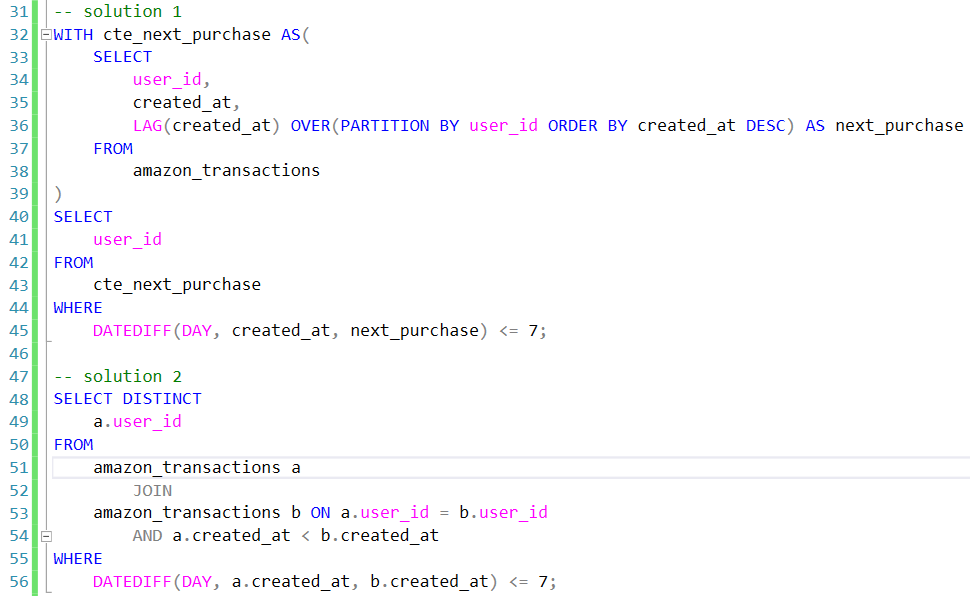 31 -- solution 1
32 WITH cte_next_purchase AS(
33     SELECT
34         user_id,
35         created_at,
36         LAG(created_at) OVER(PARTITION BY user_id ORDER BY created_at DESC) AS next_purchase
37     FROM
38         amazon_transactions
39 )
40 SELECT
41     user_id
42 FROM
43     cte_next_purchase
44 WHERE
45     DATEDIFF(DAY, created_at, next_purchase) <= 7;
46
47 -- solution 2
48 SELECT DISTINCT
49     a.user_id
50 FROM
51     amazon_transactions a
52         JOIN
53     amazon_transactions b ON a.user_id = b.user_id
54         AND a.created_at < b.created_at
55 WHERE
56     DATEDIFF(DAY, a.created_at, b.created_at) <= 7;